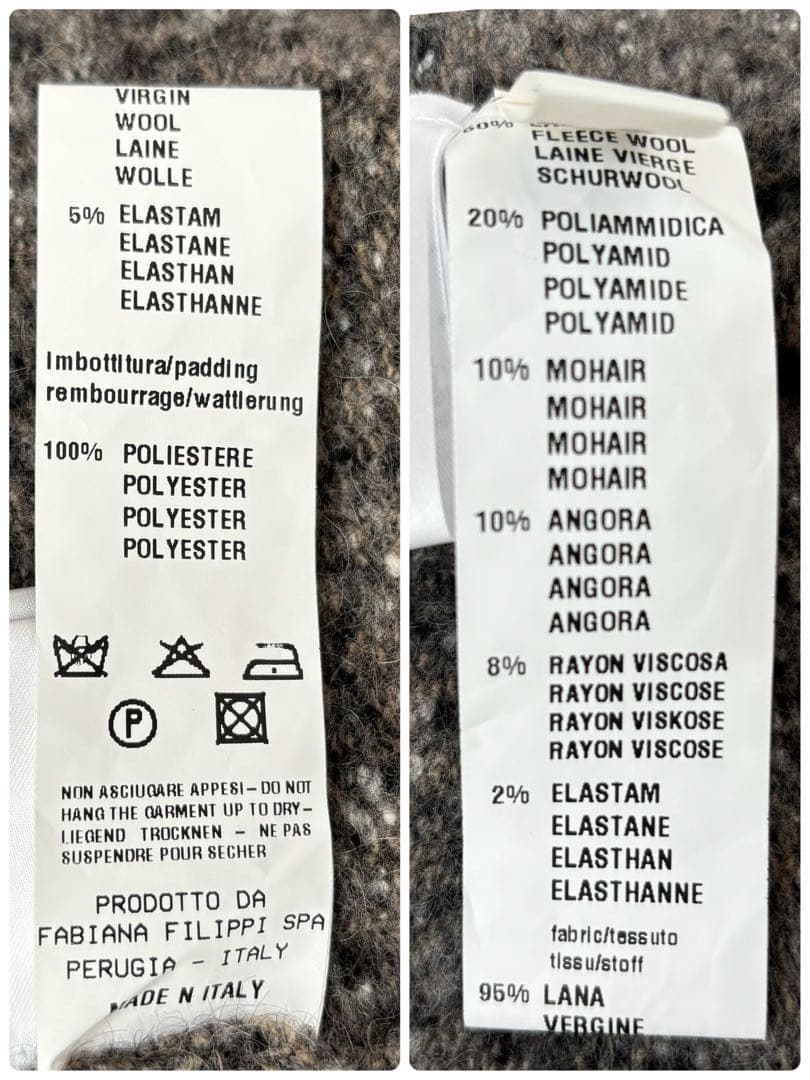 VIRGIN
WOOL
LAINE
WOLLE
5% ELASTAM
ELASTANE
ELASTHAN
ELASTHANNE
Imbottitura/padding
rembourrage/wattierung
100% POLIESTERE
POLYESTER
POLYESTER
POLYESTER
P
NON ASCIUGARE APPESI – DO NOT
HANG THE GARMENT UP TO DRY –
LIEGEND TROCKNEN – NE PAS
SUSPENDRE POUR SECHER
PRODOTTO DA
FABIANA FILIPPI SPA
PERUGIA - ITALY
MADE N ITALY
FLEECE WOOL
LAINE VIERGE
SCHURWOOL
20% POLIAMMIDICA
POLYAMID
POLYAMIDE
POLYAMID
10% MOHAIR
MOHAIR
MOHAIR
MOHAIR
10% ANGORA
ANGORA
ANGORA
ANGORA
8% RAYON VISCOSA
RAYON VISCOSE
RAYON VISKOSE
RAYON VISCOSE
2% ELASTAM
ELASTANE
ELASTHAN
ELASTHANNE
fabric/tessuto
tissu/stoff
95% LANA
VERGINE